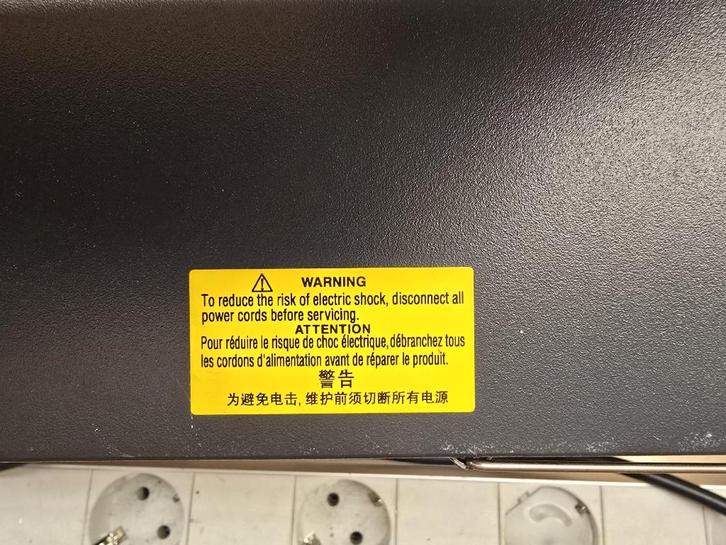 WARNING
To reduce the risk of electric shock, disconnect all
power cords before servicing.
ATTENTION
Pour réduire le risque de choc électrique,débranchez tous
les cordons d'alimentation avant de réparer le produit.
警告
为避免电击, 维护前须切断所有电源